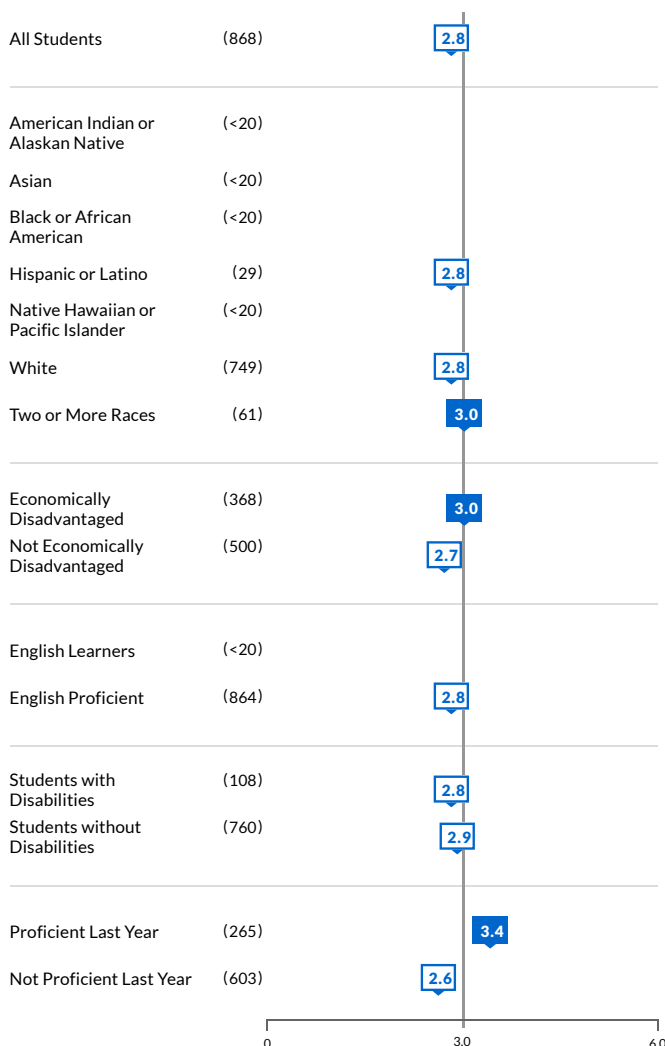 All Students (868) 2.8
American Indian or (<20)
Alaskan Native
Asian (<20)
Black or African (<20)
American
Hispanic or Latino (29) 2.8
Native Hawaiian or (<20)
Pacific Islander
White (749) 2.8
Two or More Races (61) 3.0
Economically (368) 3.0
Disadvantaged
Not Economically (500) 2.7
Disadvantaged
English Learners (<20)
English Proficient (864) 2.8
Students with (108) 2.8
Disabilities
Students without (760) 2.9
Disabilities
Proficient Last Year (265) 3.4
Not Proficient Last Year (603) 2.6
0 3.0 6.0